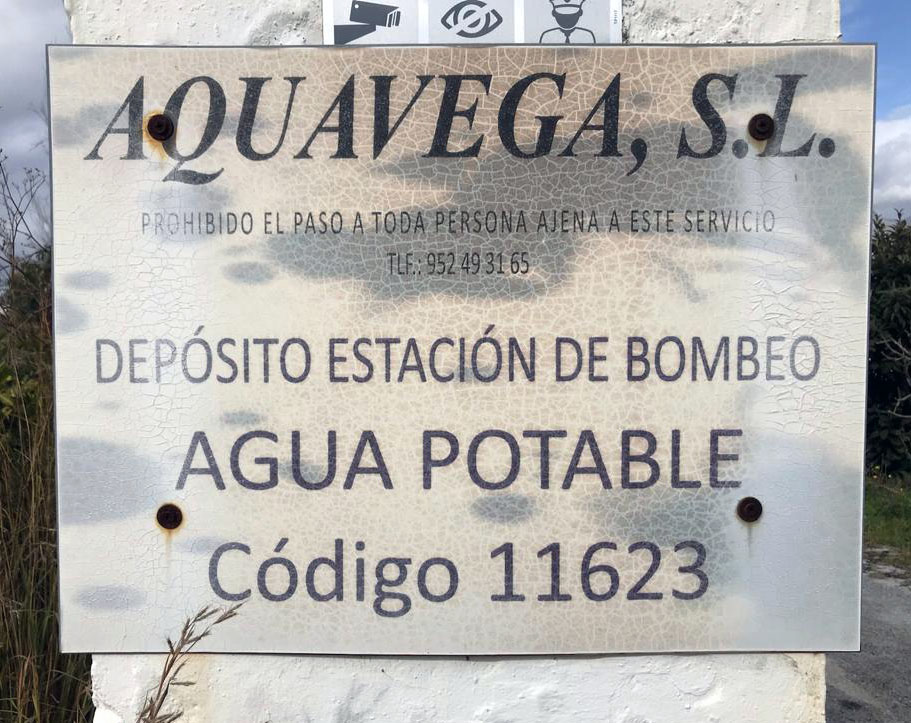 AQUAVEGA, S.L.
PROHIBIDO EL PASO A TODA PERSONA AJENA A ESTE SERVICIO
TLF.: 952 49 31 65
DEPÓSITO ESTACIÓN DE BOMBEO
AGUA POTABLE
Código 11623